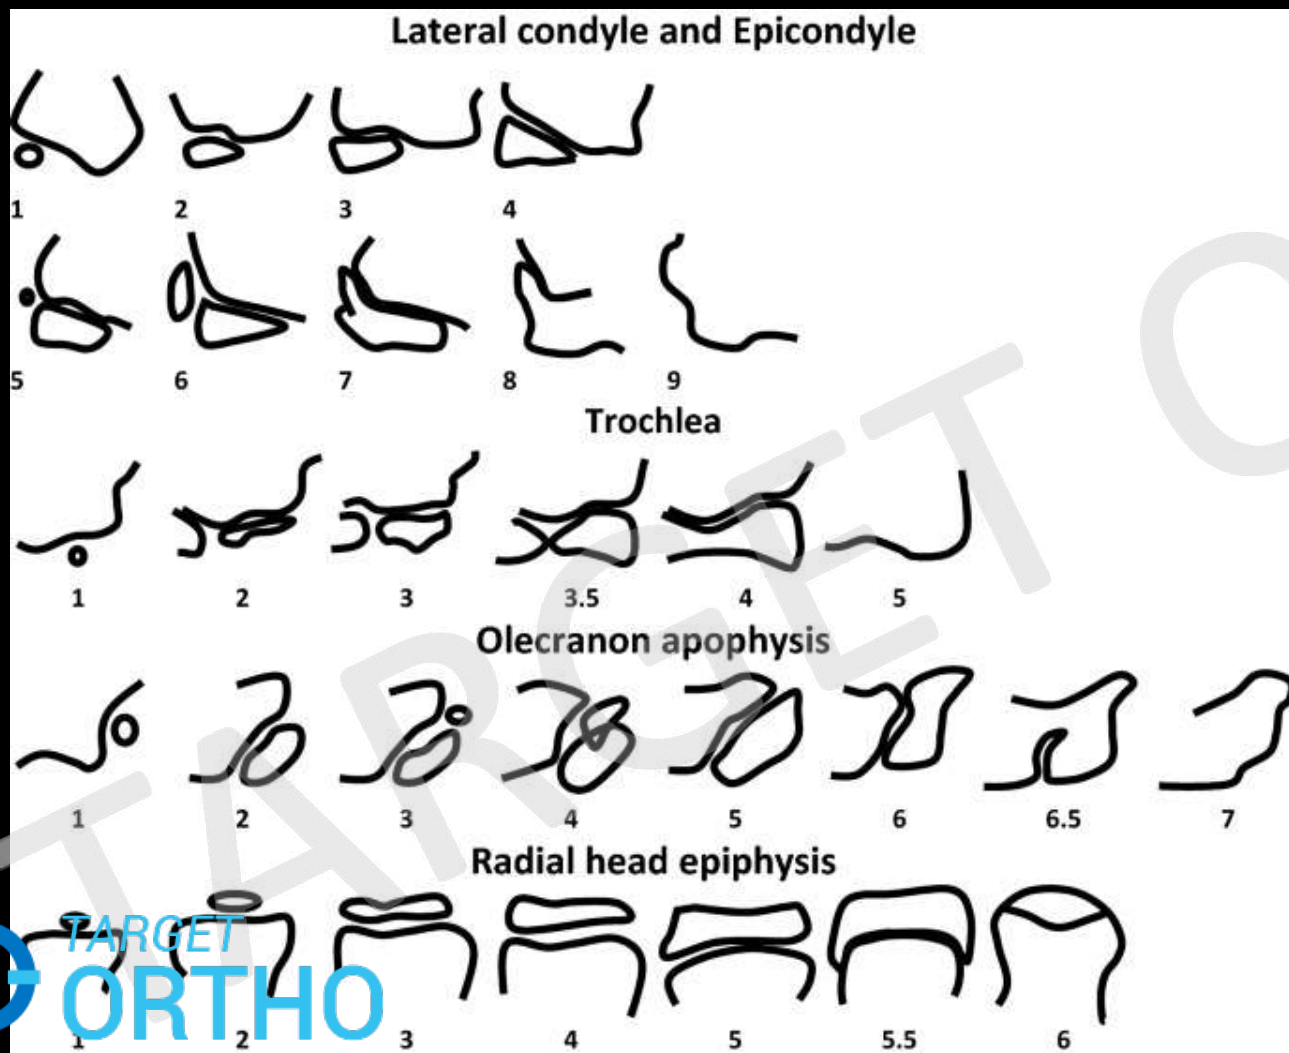 Lateral condyle and Epicondyle
1 2 3 4
5 6 7 8 9
Trochlea
1 2 3 3.5 4 5
Olecranon apophysis
1 2 3 4 5 6 6.5 7
Radial head epiphysis
1 2 3 4 5 5.5 6
TARGET
ORTHO
TARGET O